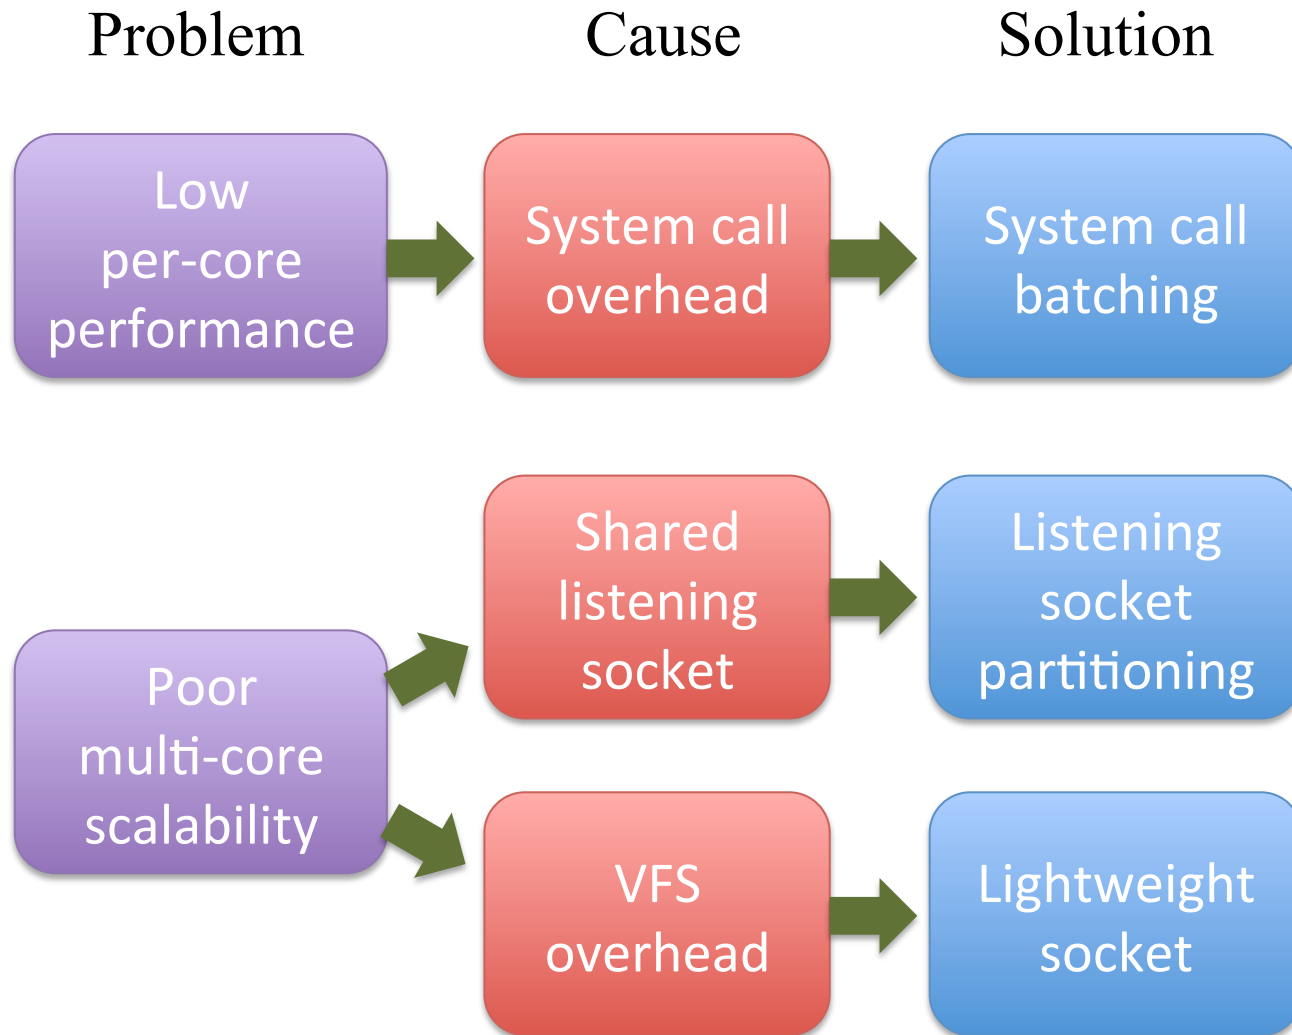 Problem
Cause
Solution
Low
per-core
performance
System call
overhead
System call
batching
Poor
multi-core
scalability
Shared
listening
socket
Listening
socket
partitioning
VFS
overhead
Lightweight
socket